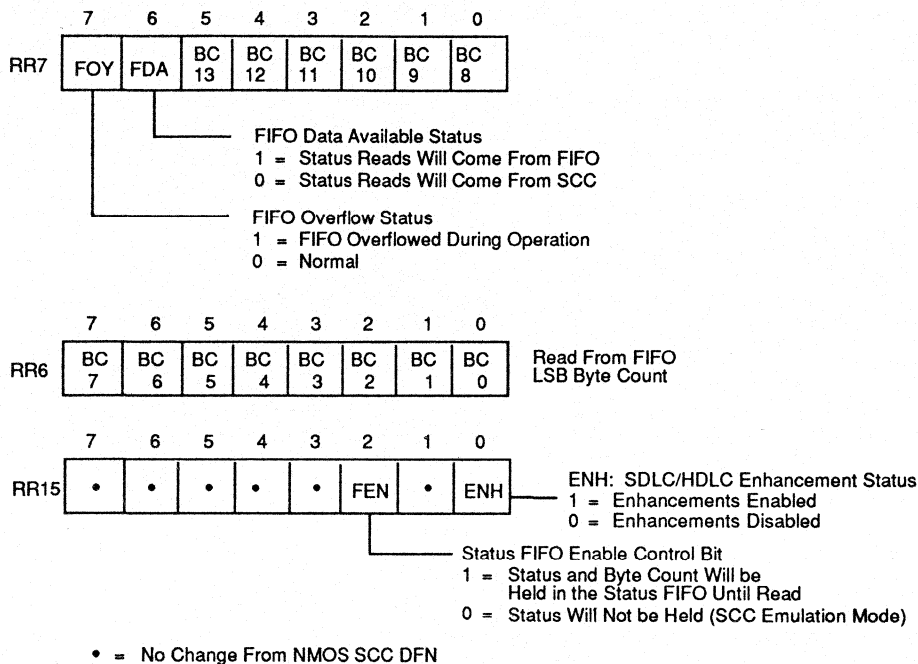 7 6 5 4 3 2 1 0
RR7 FOY FDA BC 13 BC 12 BC 11 BC 10 BC 9 BC 8
FIFO Data Available Status
1 = Status Reads Will Come From FIFO
0 = Status Reads Will Come From SCC
FIFO Overflow Status
1 = FIFO Overflowed During Operation
0 = Normal
7 6 5 4 3 2 1 0
RR6 BC 7 BC 6 BC 5 BC 4 BC 3 BC 2 BC 1 BC 0
Read From FIFO
LSB Byte Count
7 6 5 4 3 2 1 0
RR15 • • • • • FEN • ENH
ENH: SDLC/HDLC Enhancement Status
1 = Enhancements Enabled
0 = Enhancements Disabled
Status FIFO Enable Control Bit
1 = Status and Byte Count Will be
Held in the Status FIFO Until Read
0 = Status Will Not be Held (SCC Emulation Mode)
• = No Change From NMOS SCC DFN